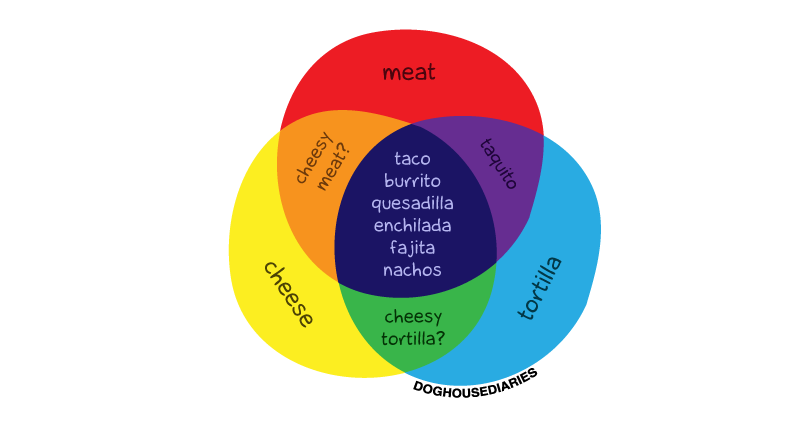 meat
cheesy
meat?
taquito
taco
burrito
quesadilla
enchilada
fajita
nachos
cheese
tortilla
cheesy
tortilla?
DOGHOUSEDIARIES